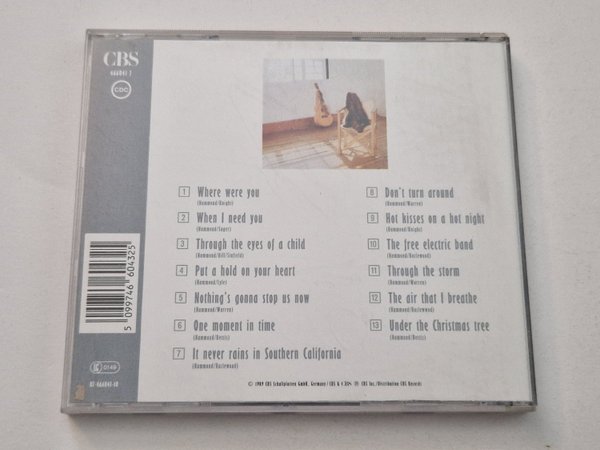 CBS
CDC
1 Where were you
(Hammond/Knight)
2 When I need you
(Hammond/Sager)
3 Through the eyes of a child
(Hammond/Hill/Sinfield)
4 Put a hold on your heart
(Hammond/Lyle)
5 Nothing's gonna stop us now
(Hammond/Warren)
6 One moment in time
(Hammond/Bettis)
7 It never rains in Southern California
(Hammond/Hazlewood)
8 Don't turn around
(Hammond/Warren)
9 Hot kisses on a hot night
(Hammond/Knight)
10 The free electric band
(Hammond/Hazlewood)
11 Through the storm
(Hammond/Warren)
12 The air that I breathe
(Hammond/Hazlewood)
13 Under the Christmas tree
(Hammond/Bettis)
5 099746 604325
0149
© 1989 CBS Schallplatten GmbH, Germany / CBS & CBS Inc./Distribution CBS Records